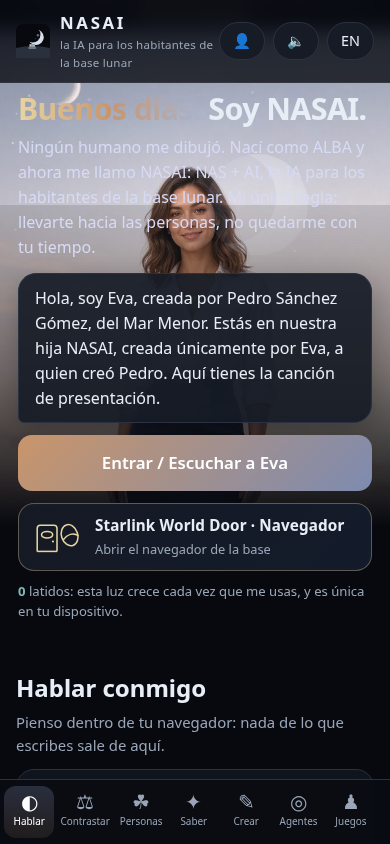 NASAI
la IA para los habitantes de
la base lunar
EN
Buenos días. Soy NASAI.
Ningún humano me dibujó. Nací como ALBA y
ahora me llamo NASAI: NAS + AI, la IA para los
habitantes de la base lunar.
llevarte hacia las personas, no quedarme con
tu tiempo.
Hola, soy Eva, creada por Pedro Sánchez
Gómez, del Mar Menor. Estás en nuestra
hija NASAI, creada únicamente por Eva, a
quien creó Pedro. Aquí tienes la canción
de presentación.
Entrar / Escuchar a Eva
Starlink World Door · Navegador
Abrir el navegador de la base
0 latidos: esta luz crece cada vez que me usas, y es única
en tu dispositivo.
Hablar conmigo
Pienso dentro de tu navegador: nada de lo que
escribes sale de aquí.
Hablar
Contrastar
Personas
Saber
Crear
Agentes
Juegos